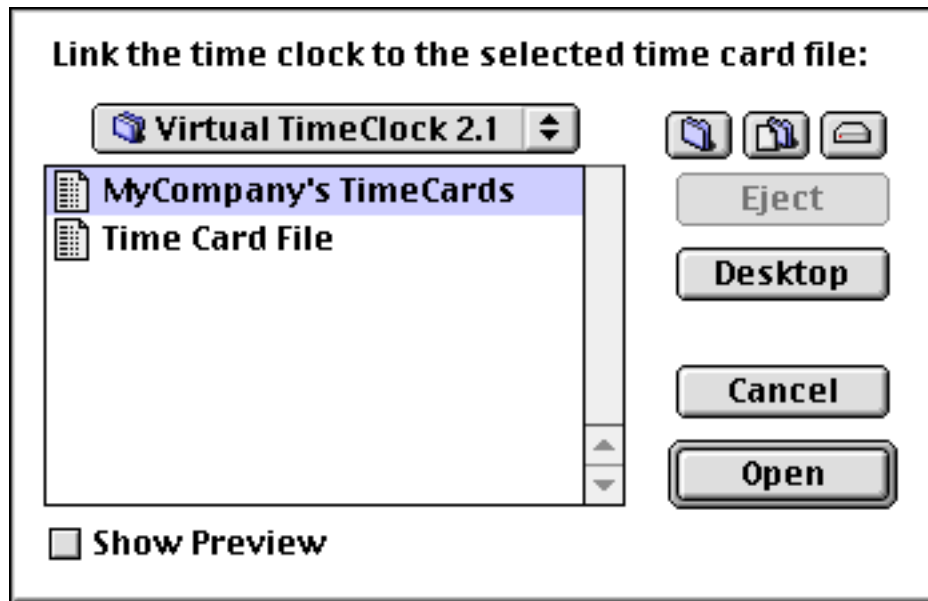 Link the time clock to the selected time card file:
Virtual TimeClock 2.1
MyCompany's TimeCards
Time Card File
Eject
Desktop
Cancel
Open
Show Preview